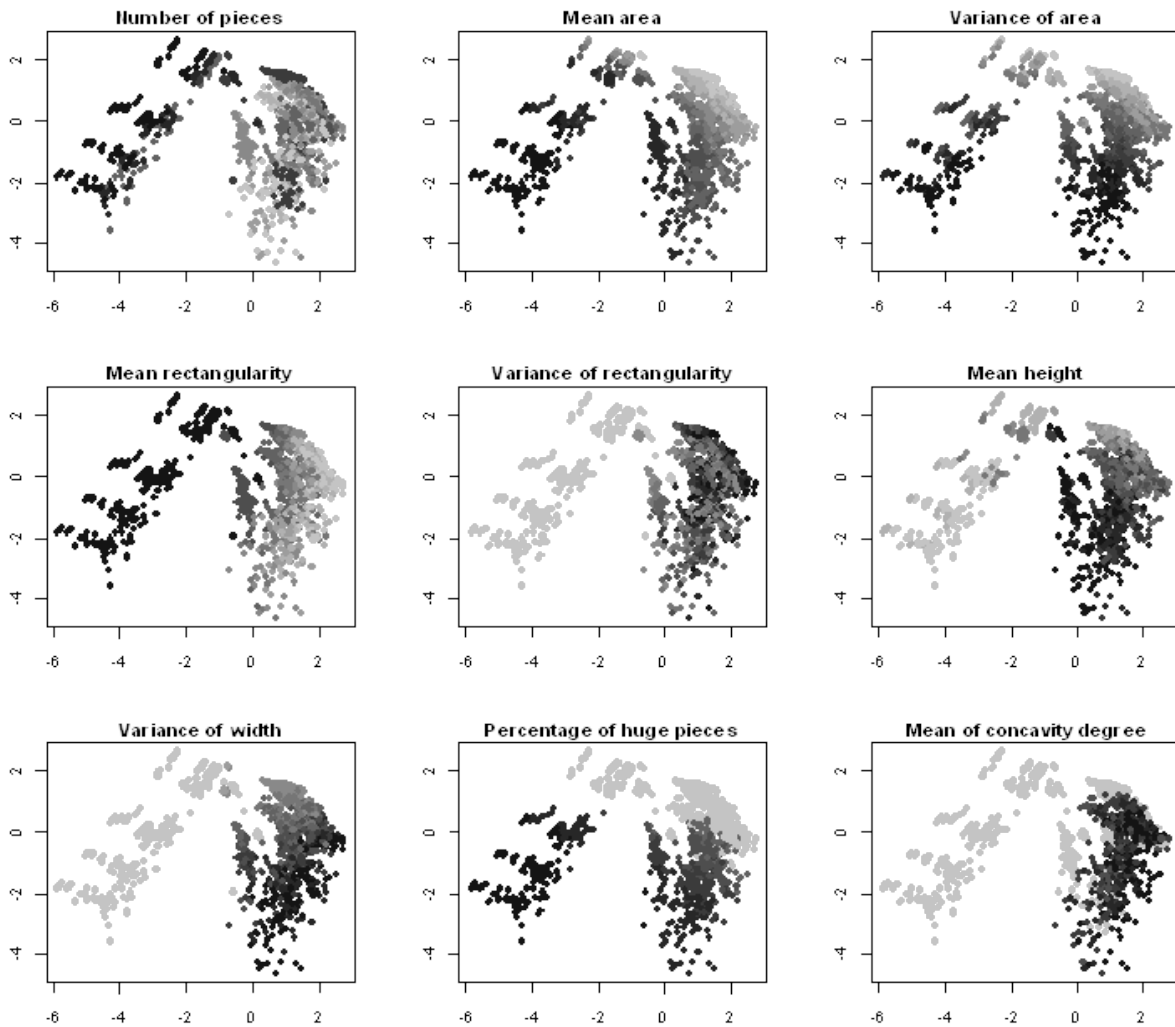 Number of pieces
Mean area
Variance of area
2
0
-2
-4
-6 -4 -2 0 2
2
0
-2
-4
-6 -4 -2 0 2
2
0
-2
-4
-6 -4 -2 0 2
Mean rectangularity
Variance of rectangularity
Mean height
2
0
-2
-4
-6 -4 -2 0 2
2
0
-2
-4
-6 -4 -2 0 2
2
0
-2
-4
-6 -4 -2 0 2
Variance of width
Percentage of huge pieces
Mean of concavity degree
2
0
-2
-4
-6 -4 -2 0 2
2
0
-2
-4
-6 -4 -2 0 2
2
0
-2
-4
-6 -4 -2 0 2